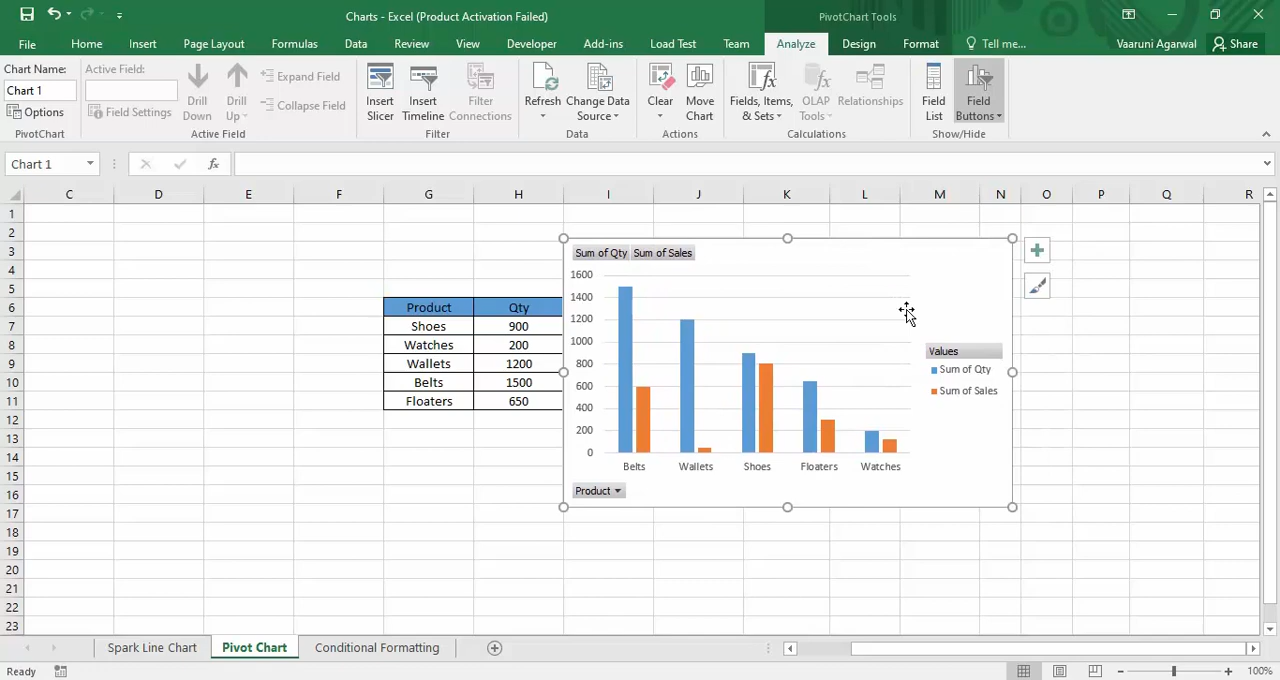 Charts - Excel (Product Activation Failed)
PivotChart Tools
File
Home
Insert
Page Layout
Formulas
Data
Review
View
Developer
Add-ins
Load Test
Team
Analyze
Design
Format
Tell me...
Vaaruni Agarwal
Share
Chart Name:
Chart 1
Options
PivotChart
Active Field:
Field Settings
Drill Down
Drill Up
Expand Field
Collapse Field
Active Field
Insert Slicer
Insert Timeline
Filter Connections
Filter
Refresh
Change Data Source
Data
Clear
Move Chart
Actions
Fields, Items, & Sets
OLAP Tools
Relationships
Calculations
Field List
Field Buttons
Show/Hide
Chart 1
fx
C D E F G H I J K L M N O P Q R
1
2
3
4
5
6
7
8
9
10
11
12
13
14
15
16
17
18
19
20
21
22
23
Product Qty
Shoes 900
Watches 200
Wallets 1200
Belts 1500
Floaters 650
Sum of Qty Sum of Sales
1600
1400
1200
1000
800
600
400
200
0
Belts Wallets Shoes Floaters Watches
Values
Sum of Qty
Sum of Sales
Product
Spark Line Chart
Pivot Chart
Conditional Formatting
Ready
100%